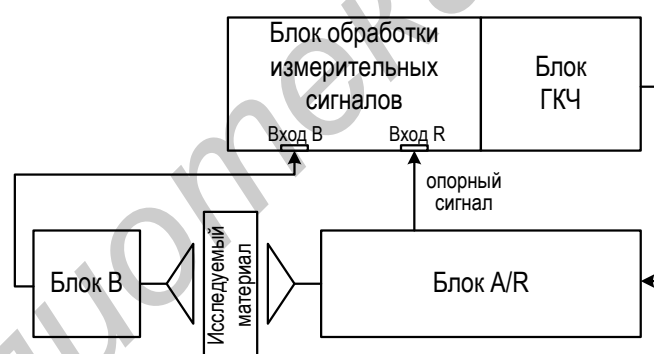 Блок обработки
измерительных
сигналов
Блок
ГКЧ
Вход B
Вход R
опорный
сигнал
Блок B
Исследуемый
материал
Блок A/R